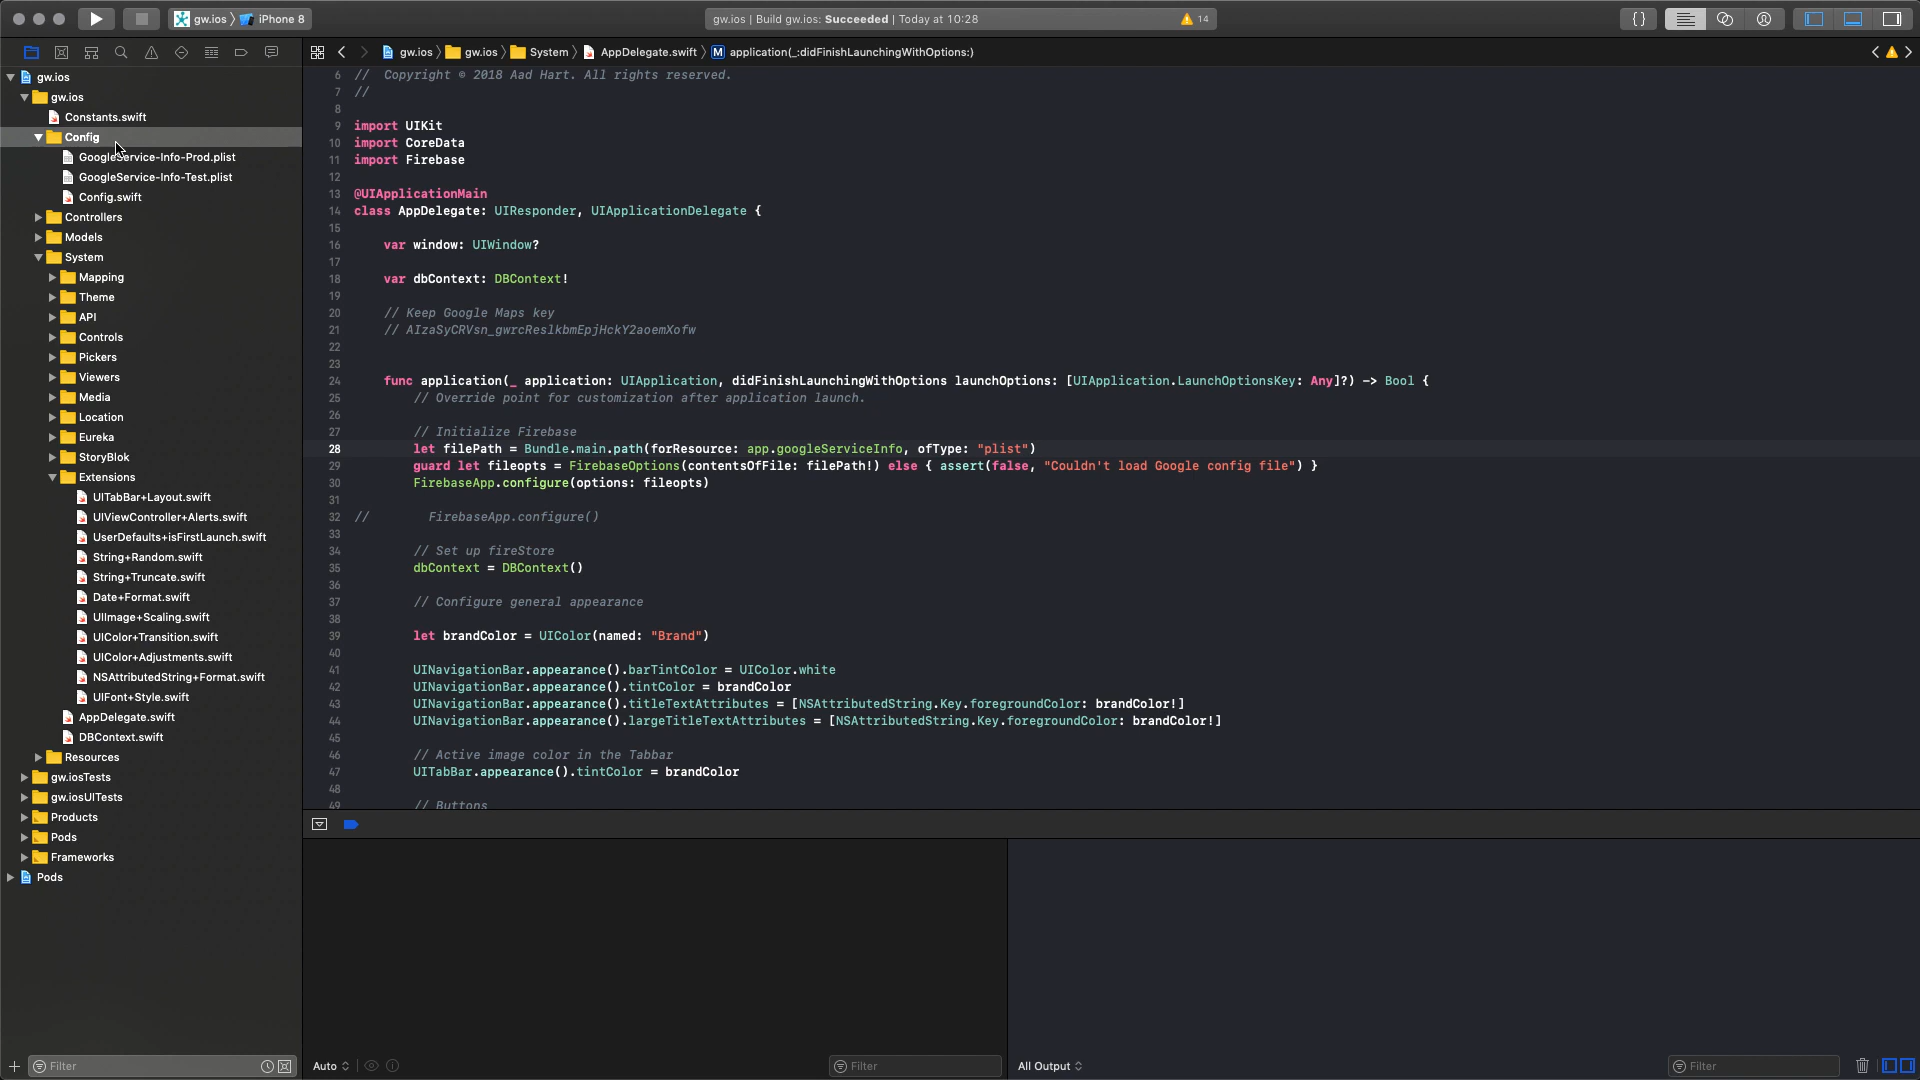 gw.ios 〉 iPhone 8
gw.ios | Build gw.ios: Succeeded | Today at 10:28
14
{}
gw.ios 〉 gw.ios 〉 System 〉 AppDelegate.swift 〉 M application(_:didFinishLaunchingWithOptions:)
gw.ios
gw.ios
Constants.swift
Config
GoogleService-Info-Prod.plist
GoogleService-Info-Test.plist
Config.swift
Controllers
Models
System
Mapping
Theme
API
Controls
Pickers
Viewers
Media
Location
Eureka
StoryBlok
Extensions
UITabBar+Layout.swift
UIViewController+Alerts.swift
UserDefaults+isFirstLaunch.swift
String+Random.swift
String+Truncate.swift
Date+Format.swift
UIImage+Scaling.swift
UIColor+Transition.swift
UIColor+Adjustments.swift
NSAttributedString+Format.swift
UIFont+Style.swift
AppDelegate.swift
DBContext.swift
Resources
gw.iosTests
gw.iosUITests
Products
Pods
Frameworks
Pods
Filter
6 //  Copyright © 2018 Aad Hart. All rights reserved.
7 //
8
9 import UIKit
10 import CoreData
11 import Firebase
12
13 @UIApplicationMain
14 class AppDelegate: UIResponder, UIApplicationDelegate {
15
16     var window: UIWindow?
17
18     var dbContext: DBContext!
19
20     // Keep Google Maps key
21     // AIzaSyCRVsn_gwrcReslkbmEpjHckY2aoemXofw
22
23
24     func application(_ application: UIApplication, didFinishLaunchingWithOptions launchOptions: [UIApplication.LaunchOptionsKey: Any]?) -> Bool {
25         // Override point for customization after application launch.
26
27         // Initialize Firebase
28         let filePath = Bundle.main.path(forResource: app.googleServiceInfo, ofType: "plist")
29         guard let fileopts = FirebaseOptions(contentsOfFile: filePath!) else { assert(false, "Couldn't load Google config file") }
30         FirebaseApp.configure(options: fileopts)
31
32 //        FirebaseApp.configure()
33
34         // Set up fireStore
35         dbContext = DBContext()
36
37         // Configure general appearance
38
39         let brandColor = UIColor(named: "Brand")
40
41         UINavigationBar.appearance().barTintColor = UIColor.white
42         UINavigationBar.appearance().tintColor = brandColor
43         UINavigationBar.appearance().titleTextAttributes = [NSAttributedString.Key.foregroundColor: brandColor!]
44         UINavigationBar.appearance().largeTitleTextAttributes = [NSAttributedString.Key.foregroundColor: brandColor!]
45
46         // Active image color in the Tabbar
47         UITabBar.appearance().tintColor = brandColor
48
49         // Buttons
Auto
Filter
All Output
Filter